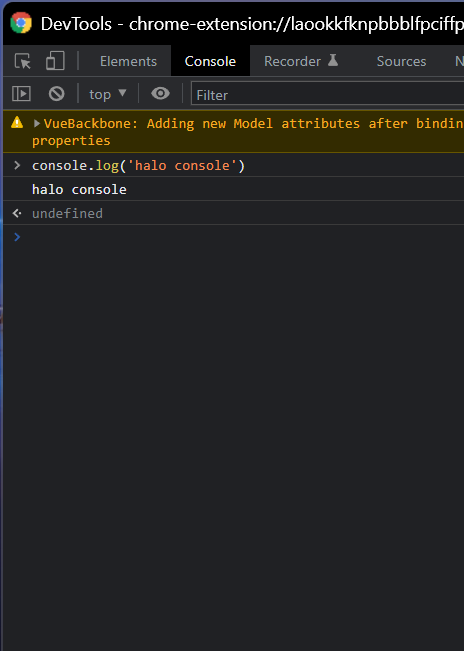 DevTools - chrome-extension://laookkfknpbbblfpciffp
Elements Console Recorder Sources N
top Filter
VueBackbone: Adding new Model attributes after bindin
properties
console.log('halo console')
halo console
undefined